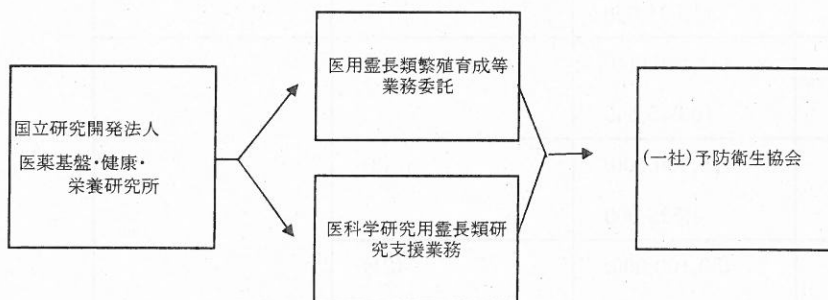 国立研究開発法人
医薬基盤・健康・
栄養研究所
医用霊長類繁殖育成等
業務委託
医科学研究用霊長類研
究支援業務
(一社)予防衛生協会